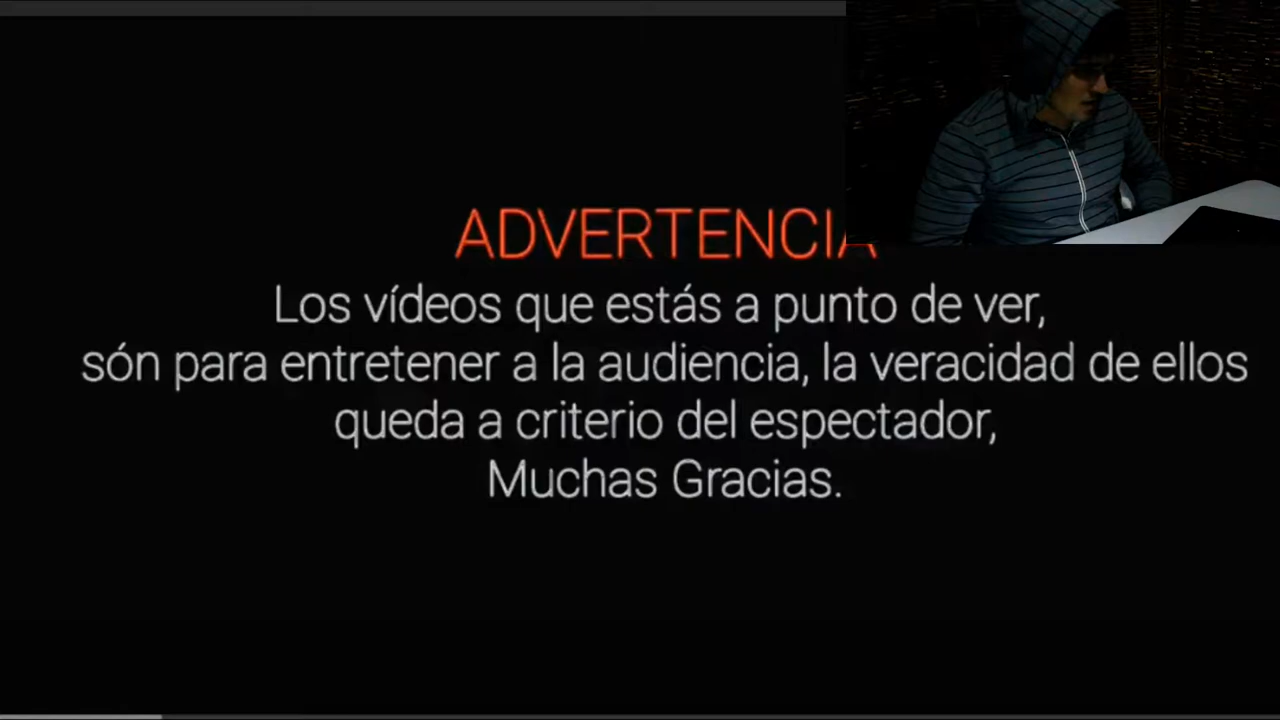 ADVERTENCIA
Los vídeos que estás a punto de ver,
són para entretener a la audiencia, la veracidad de ellos
queda a criterio del espectador,
Muchas Gracias.